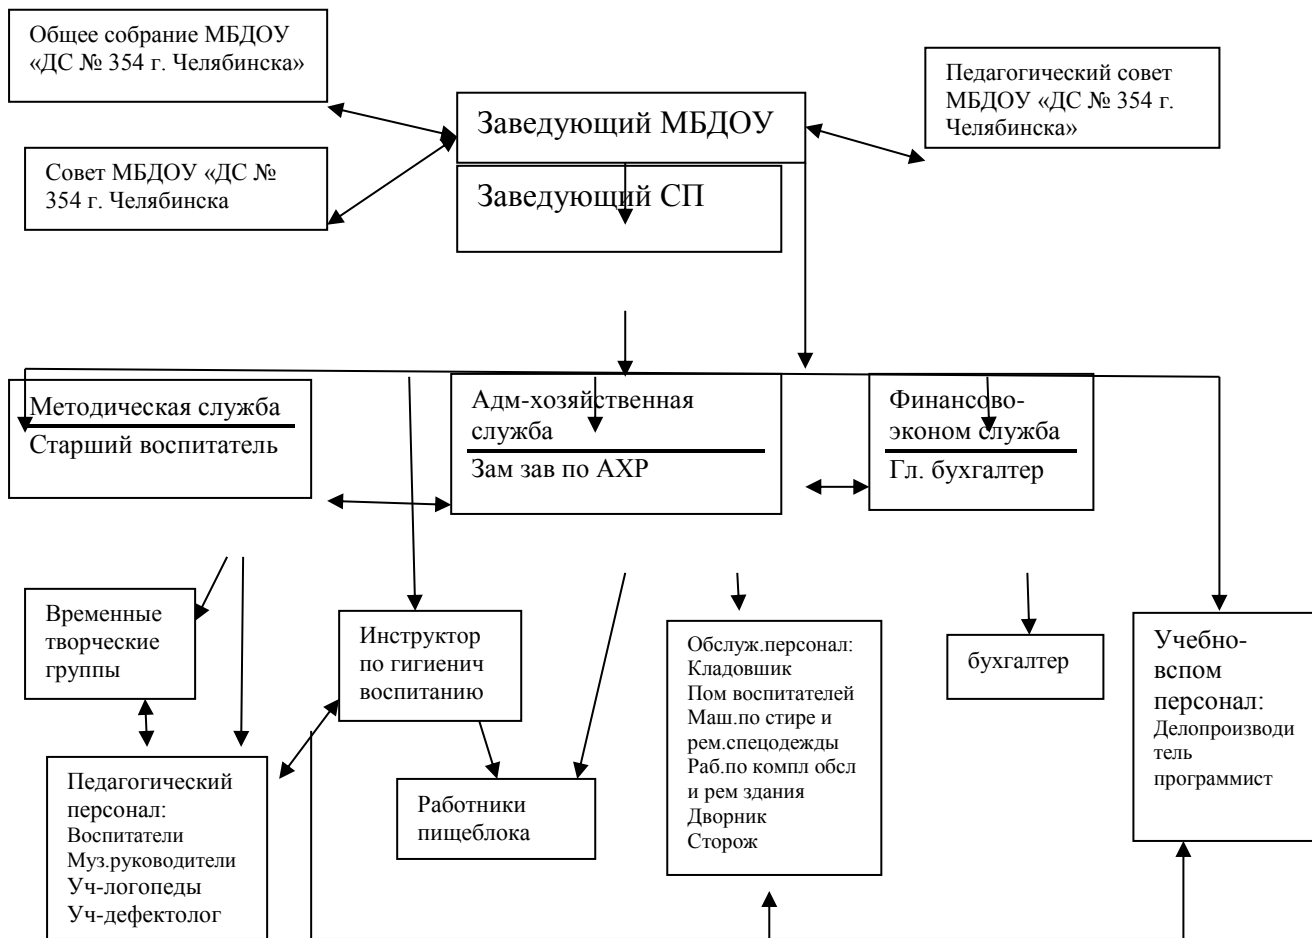 Общее собрание МБДОУ
«ДС № 354 г. Челябинска»
Педагогический совет
МБДОУ «ДС № 354 г.
Челябинска»
Заведующий МБДОУ
Совет МБДОУ «ДС №
354 г. Челябинска
Заведующий СП
Методическая служба
Старший воспитатель
Адм-хозяйственная
служба
Зам зав по АХР
Финансово-
эконом служба
Гл. бухгалтер
Временные
творческие
группы
Инструктор
по гигиенич
воспитанию
Обслуж.персонал:
Кладовшик
Пом воспитателей
Маш.по стирке и
рем.спецодежды
Раб.по компл обсл
и рем здания
Дворник
Сторож
бухгалтер
Учебно-
вспом
персонал:
Делопроизводи
тель
программист
Педагогический
персонал:
Воспитатели
Муз.руководители
Уч-логопеды
Уч-дефектолог
Работники
пищеблока